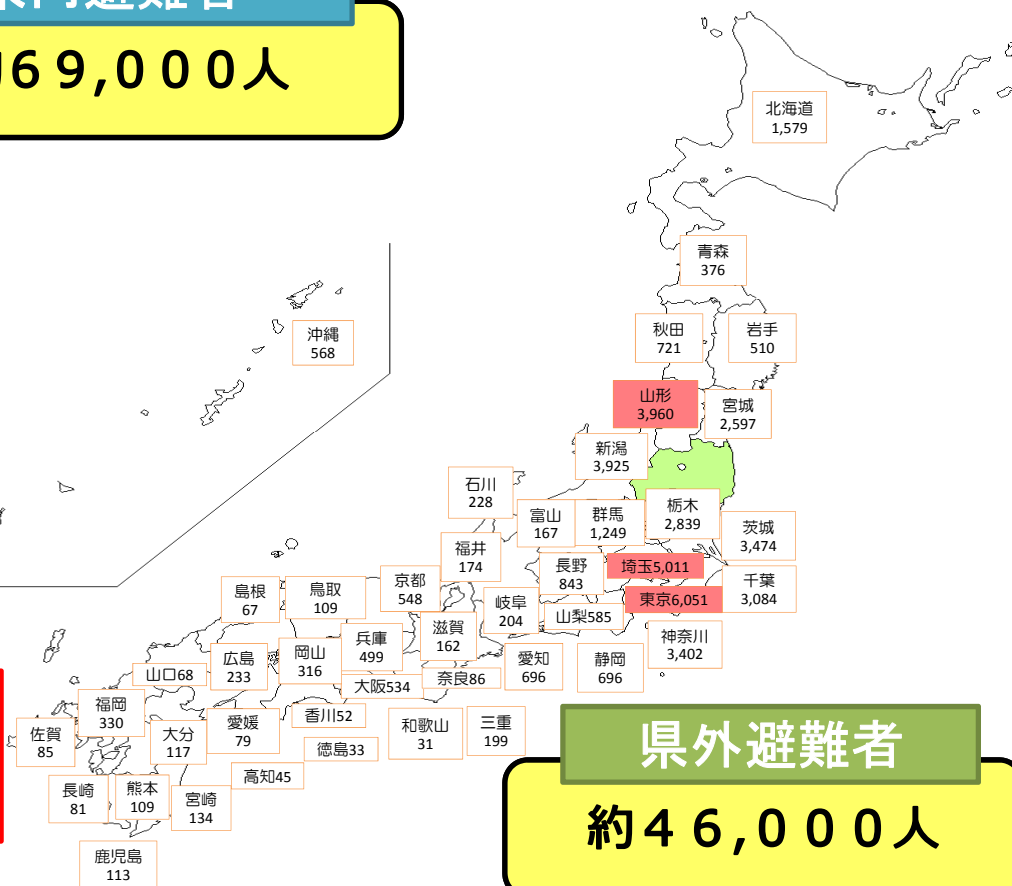 県内避難者
約６９,０００人
北海道
1,579
青森
376
秋田
721
岩手
510
沖縄
568
山形
3,960
宮城
2,597
新潟
3,925
石川
228
富山
167
群馬
1,249
栃木
2,839
茨城
3,474
福井
174
長野
843
埼玉5,011
千葉
3,084
島根
67
鳥取
109
京都
548
岐阜
204
山梨585
東京6,051
神奈川
3,402
滋賀
162
兵庫
499
岡山
316
広島
233
山口68
愛知
696
静岡
696
大阪534
奈良86
福岡
330
佐賀
85
大分
117
愛媛
79
香川52
徳島33
和歌山
31
三重
199
高知45
長崎
81
熊本
109
宮崎
134
鹿児島
113
県外避難者
約４６,０００人